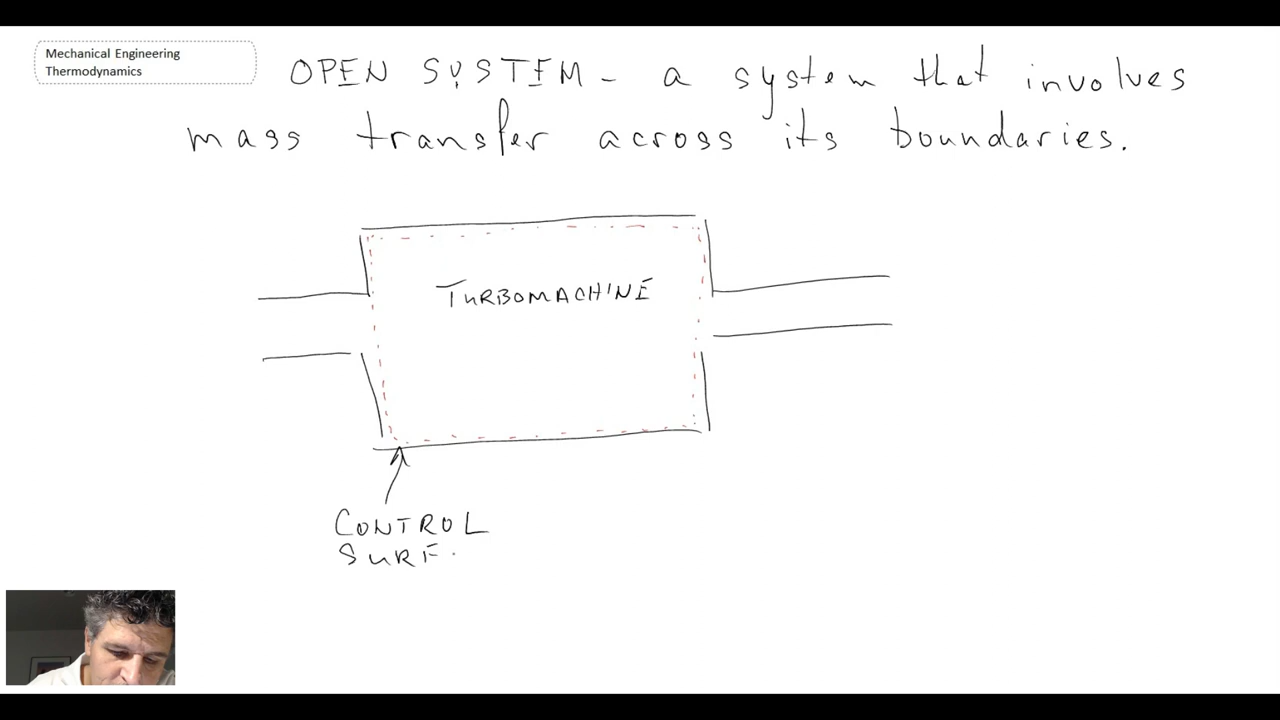 Mechanical Engineering
Thermodynamics
OPEN SYSTEM - a system that involves
mass transfer across its boundaries.
TURBOMACHINE
CONTROL
SURF.